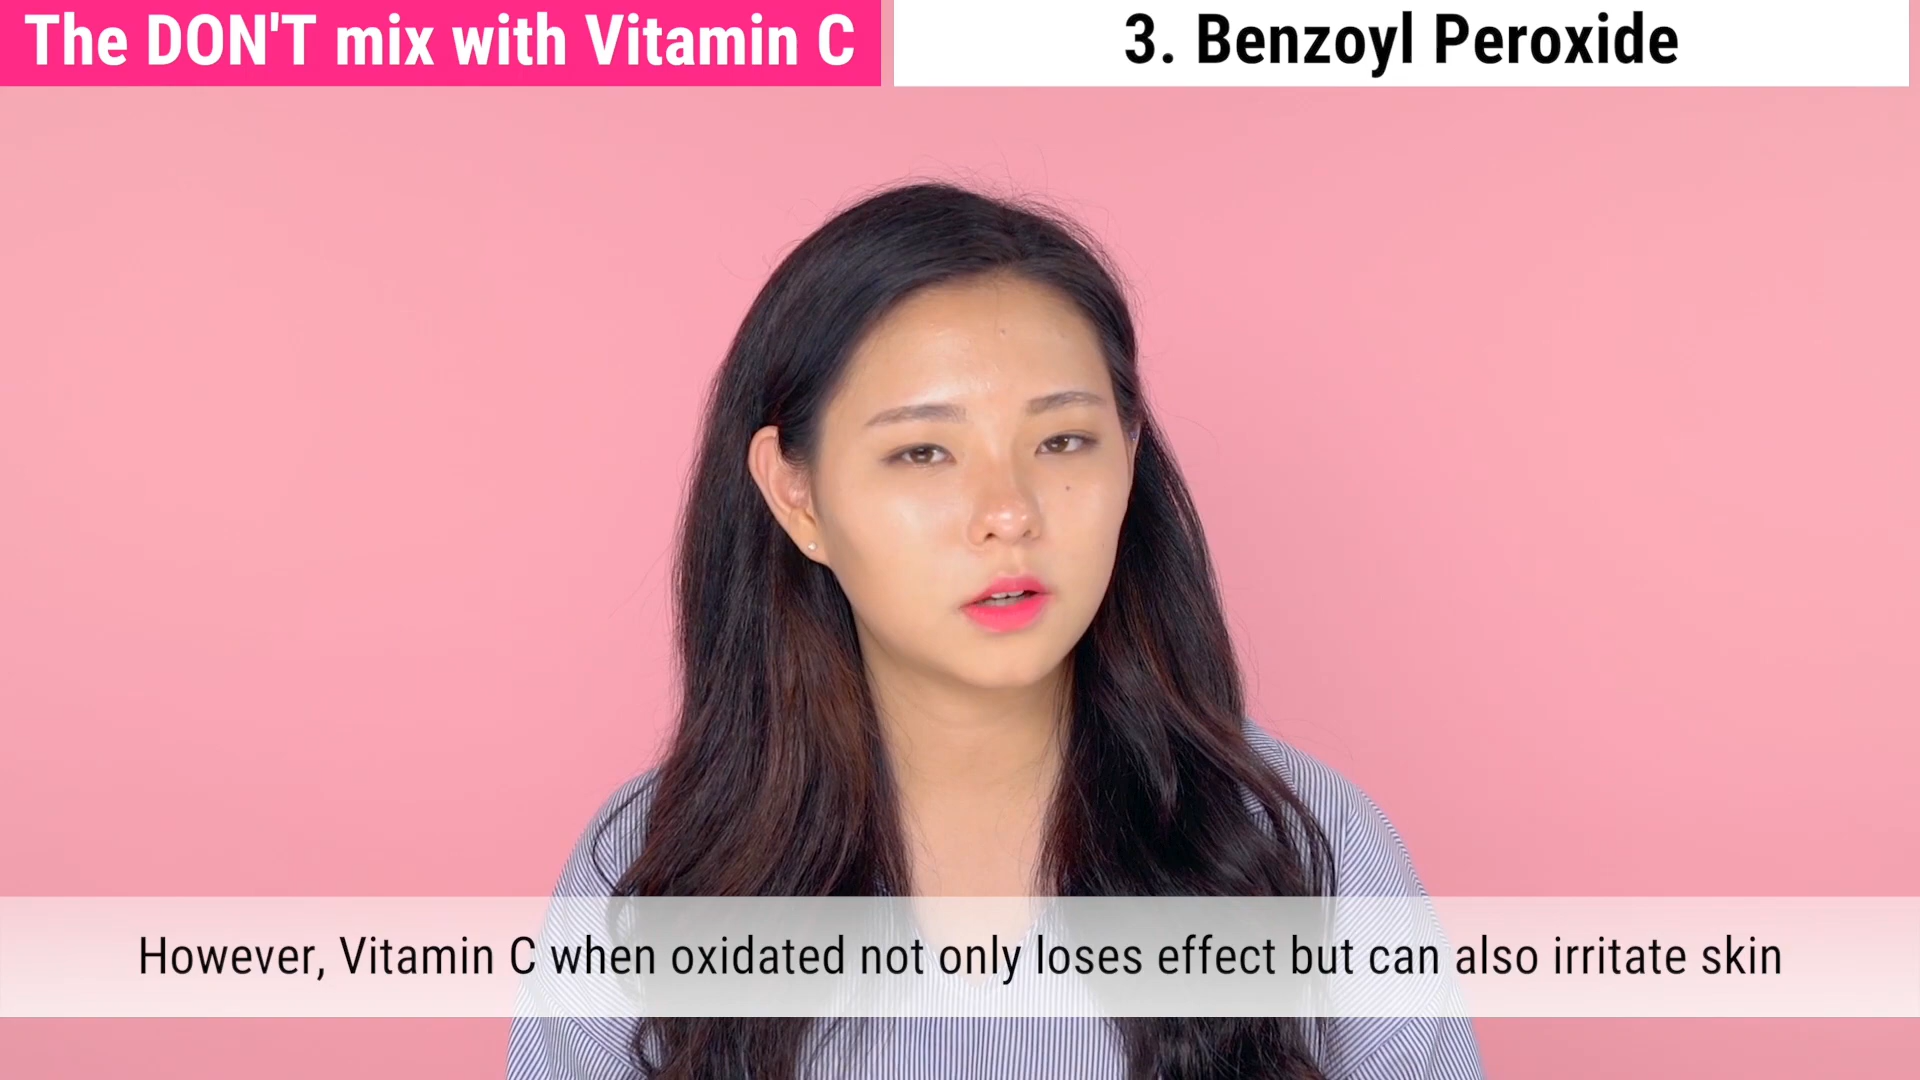 The DON'T mix with Vitamin C
3. Benzoyl Peroxide
However, Vitamin C when oxidated not only loses effect but can also irritate skin